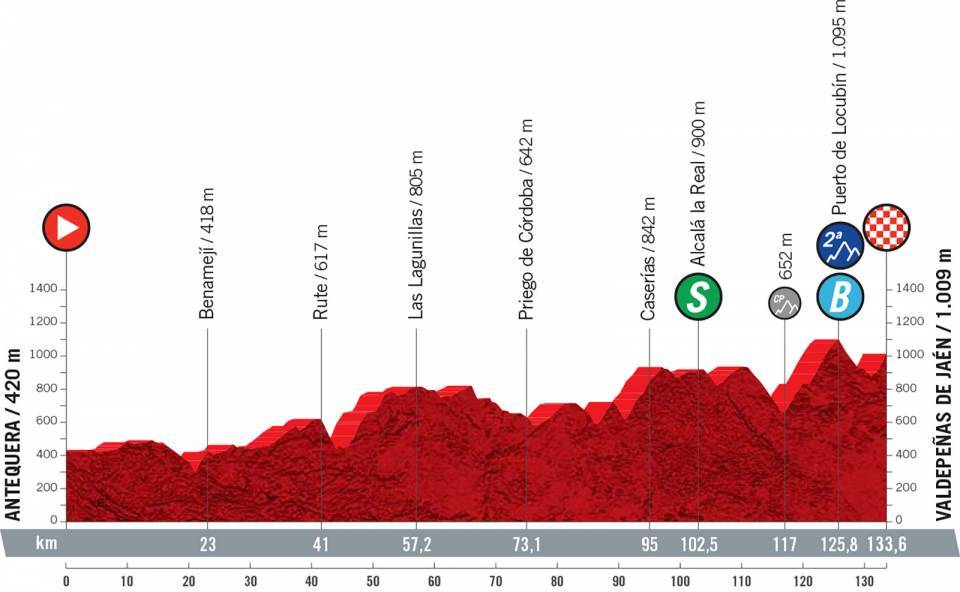 ANTEQUERA / 420 m
Benamejí / 418 m
Rute / 617 m
Las Lagunillas / 805 m
Priego de Córdoba / 642 m
Caserías / 842 m
Alcalá la Real / 900 m
652 m
Puerto de Locubín / 1.095 m
VALDEPEÑAS DE JAÉN / 1.009 m
S
CP
2ª
B
1400
1200
1000
800
600
400
200
0
1400
1200
1000
800
600
400
200
0
km 23 41 57,2 73,1 95 102,5 117 125,8 133,6
0 10 20 30 40 50 60 70 80 90 100 110 120 130